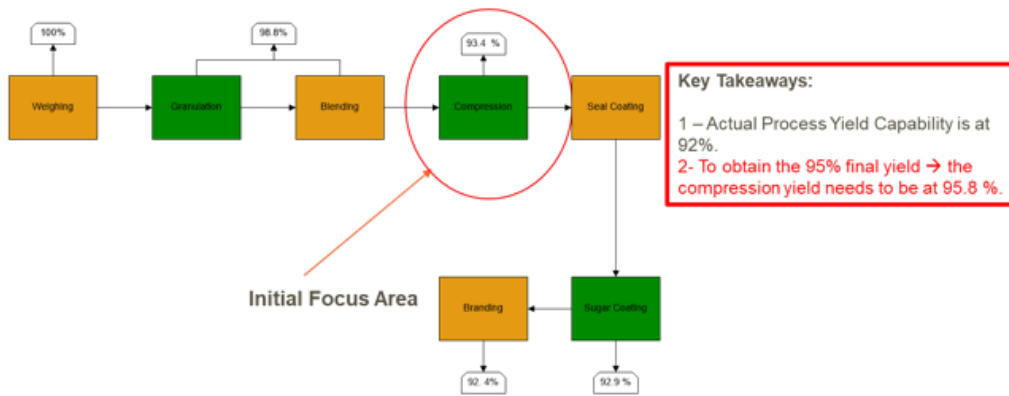 100%
98.8%
93.4 %
Weighing
Granulation
Blending
Compression
Seal Coating
Key Takeaways:
1 – Actual Process Yield Capability is at
92%.
2- To obtain the 95% final yield → the
compression yield needs to be at 95.8 %.
Initial Focus Area
Branding
Sugar Coating
92. 4%
92.9 %